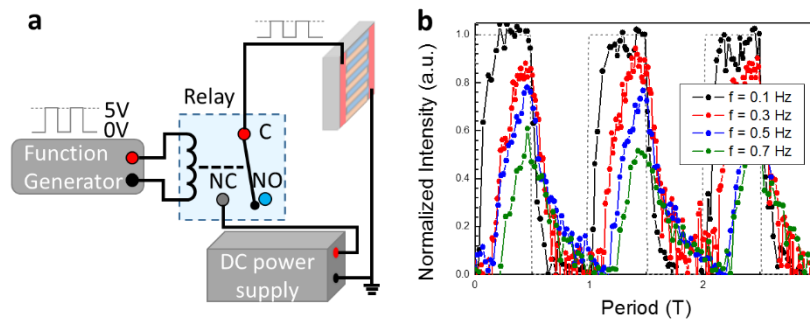 a
5V
0V
Function
Generator
Relay
C
NC
NO
DC power
supply
b
Normalized Intensity (a.u.)
1.0
0.8
0.6
0.4
0.2
0.0
f = 0.1 Hz
f = 0.3 Hz
f = 0.5 Hz
f = 0.7 Hz
0
1
2
Period (T)